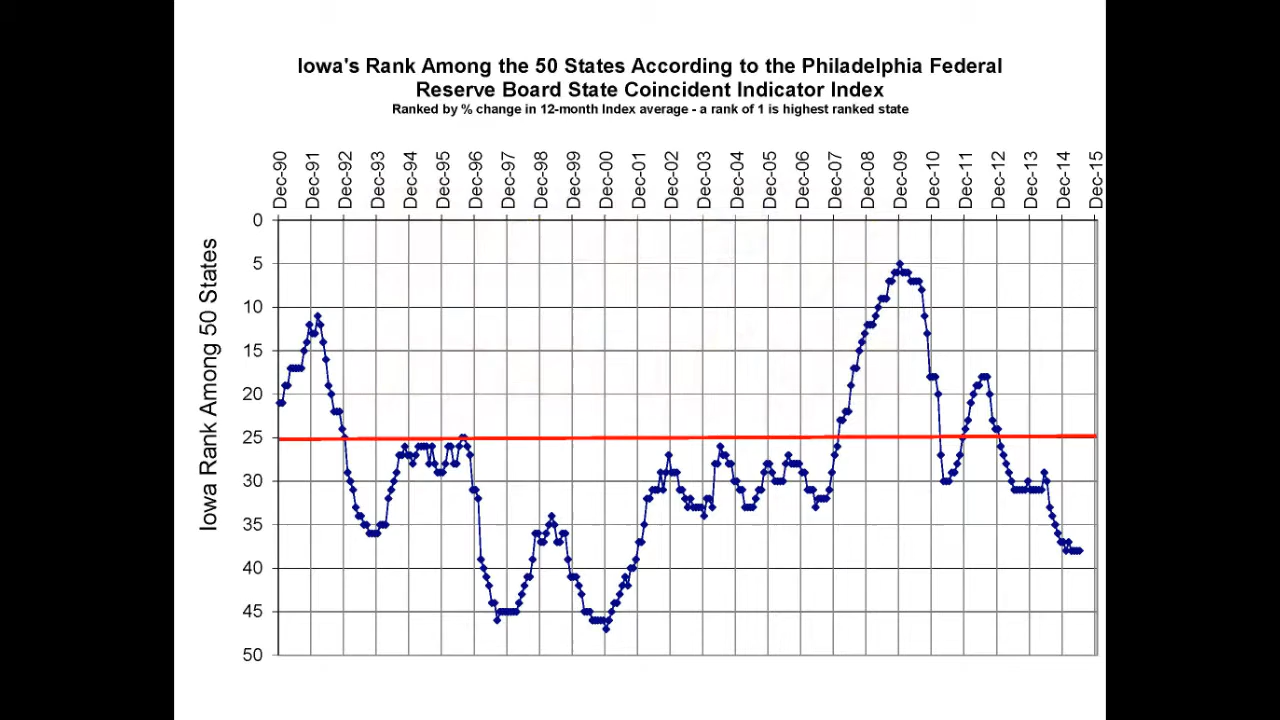 Iowa's Rank Among the 50 States According to the Philadelphia Federal
Reserve Board State Coincident Indicator Index
Ranked by % change in 12-month Index average - a rank of 1 is highest ranked state
Dec-90
Dec-91
Dec-92
Dec-93
Dec-94
Dec-95
Dec-96
Dec-97
Dec-98
Dec-99
Dec-00
Dec-01
Dec-02
Dec-03
Dec-04
Dec-05
Dec-06
Dec-07
Dec-08
Dec-09
Dec-10
Dec-11
Dec-12
Dec-13
Dec-14
Dec-15
Iowa Rank Among 50 States
0
5
10
15
20
25
30
35
40
45
50